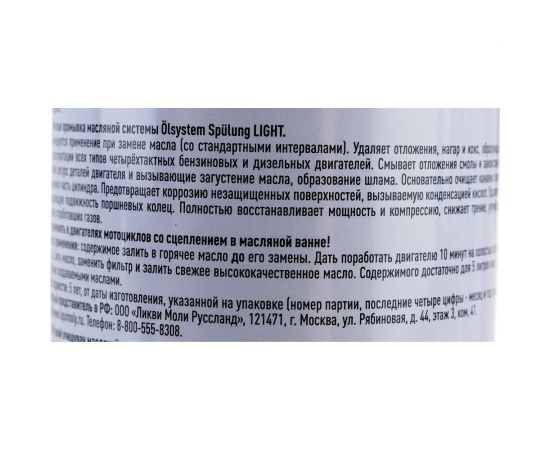 промывка масляной системы Ölsystem Spülung LIGHT.
применение при замене масла (со стандартными интервалами). Удаляет отложения, нагар и кокс,
всех типов четырёхтактных бензиновых и дизельных двигателей. Смывает отложения смолы и
ресурс деталей двигателя и вызывающие загустение масла, образование шлама. Основательно очищает
часть цилиндра. Предотвращает коррозию незащищенных поверхностей, вызываемую конденсацией кислот.
подвижность поршневых колец. Полностью восстанавливает мощность и компрессию, снижает трение,
газов.
в двигателях мотоциклов со сцеплением в масляной ванне!
применения: содержимое залить в горячее масло до его замены. Дать поработать двигателю 10 минут на
масло, заменить фильтр и залить свежее высококачественное масло. Содержимого достаточно для 5 литров
маслами.
5 лет, от даты изготовления, указанной на упаковке (номер партии, последние четыре цифры - месяц и
в РФ: ООО "Ликви Моли Руссланд", 121471, г. Москва, ул. Рябиновая, д. 44, этаж 3, ком. 41.
Телефон: 8-800-555-8308.